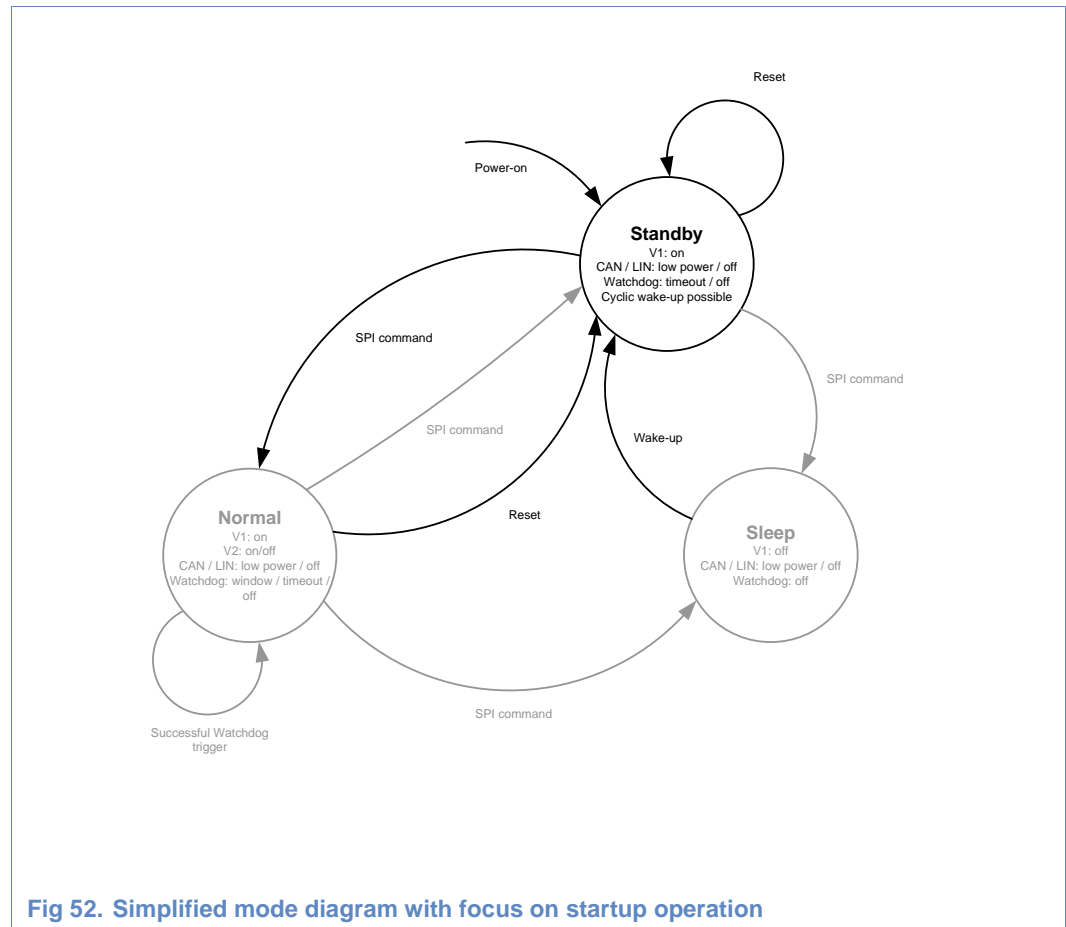 Reset
Power-on
Standby
V1: on
CAN / LIN: low power / off
Watchdog: timeout / off
Cyclic wake-up possible
SPI command
SPI command
SPI command
Wake-up
Reset
Normal
V1: on
V2: on/off
CAN / LIN: low power / off
Watchdog: window / timeout /
off
Sleep
V1: off
CAN / LIN: low power / off
Watchdog: off
SPI command
Successful Watchdog
trigger
Fig 52. Simplified mode diagram with focus on startup operation